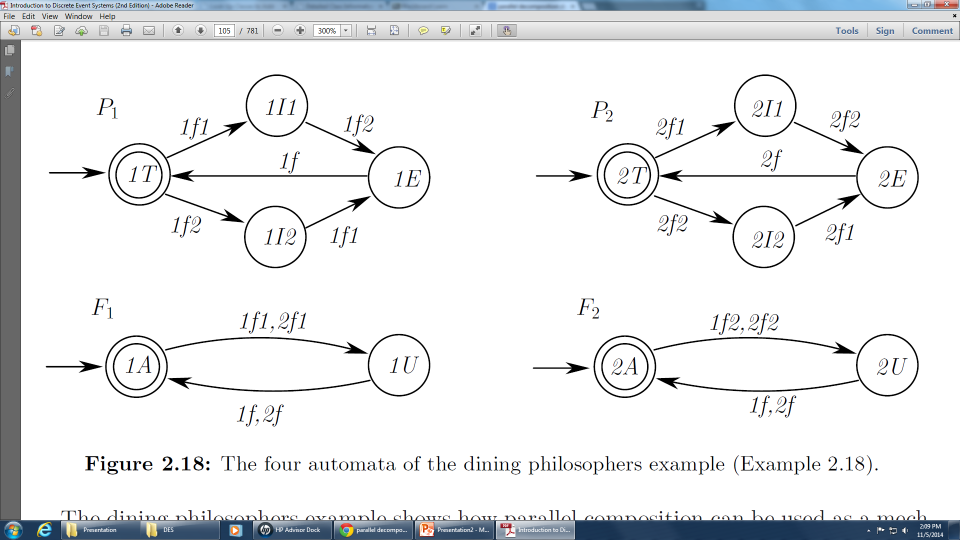 Introduction to Discrete Event Systems (2nd Edition) - Adobe Reader
File Edit View Window Help
105 / 781 300% Tools Sign Comment
P1 P2
1I1 2I1
1f1 1f2 2f1 2f2
1T 1f 1E 2T 2f 2E
1f2 1I2 1f1 2f2 2I2 2f1
F1 F2
1f1,2f1 1f2,2f2
1A 1U 2A 2U
1f,2f 1f,2f
Figure 2.18: The four automata of the dining philosophers example (Example 2.18).
The dining philosophers example shows how parallel composition can be used as a mech
Presentation DES HP Advisor Dock parallel decompo... Presentation2 - M... Introduction to Di... 2:09 PM
11/5/2014